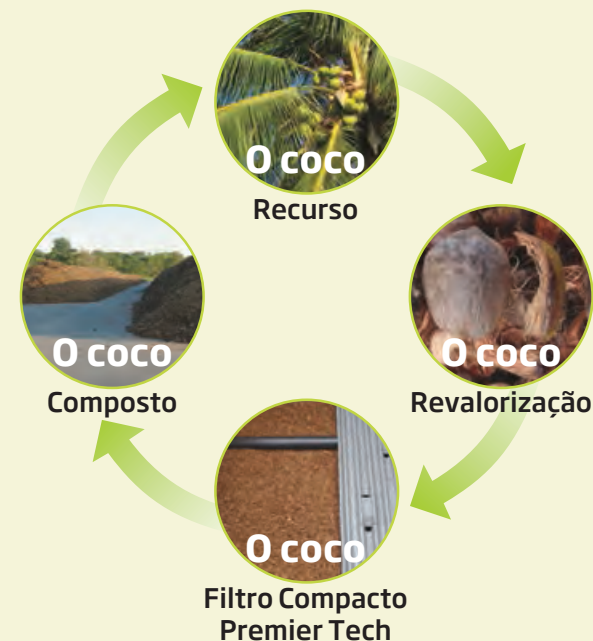 O coco
Recurso
O coco
Revalorização
O coco
Filtro Compacto
Premier Tech
O coco
Composto